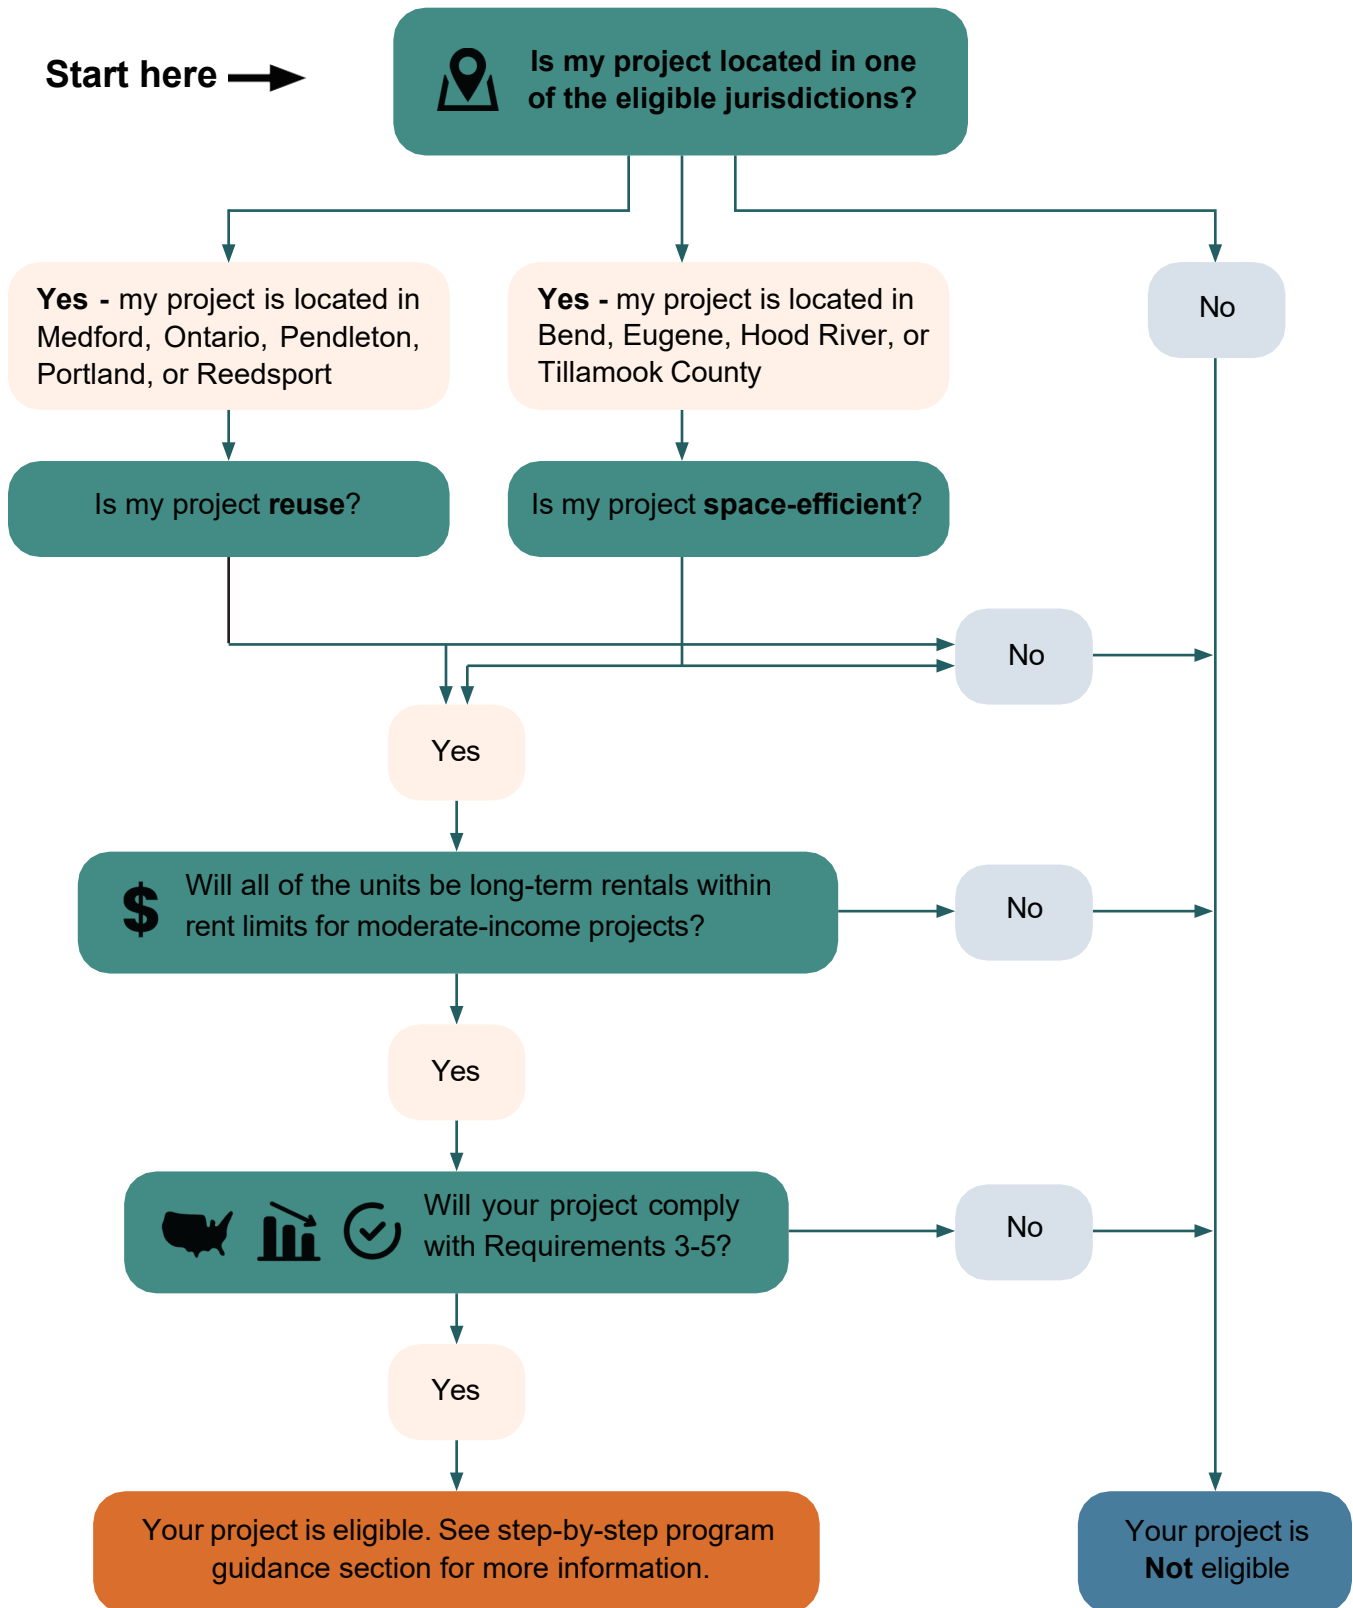 Start here
Is my project located in one
of the eligible jurisdictions?
Yes - my project is located in
Medford, Ontario, Pendleton,
Portland, or Reedsport
Yes - my project is located in
Bend, Eugene, Hood River, or
Tillamook County
No
Is my project reuse?
Is my project space-efficient?
No
Yes
$ Will all of the units be long-term rentals within
rent limits for moderate-income projects?
No
Yes
Will your project comply
with Requirements 3-5?
No
Yes
Your project is eligible. See step-by-step program
guidance section for more information.
Your project is
Not eligible